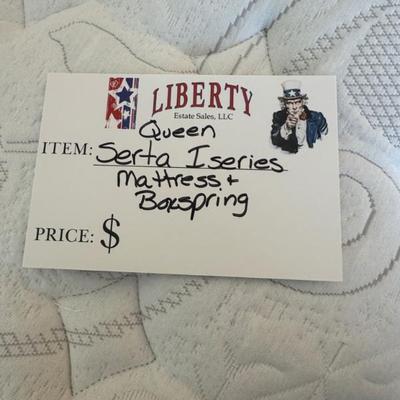 LIBERTY
Estate Sales, LLC
Queen
ITEM: Serta Iseries
Mattress +
Boxspring
PRICE: $